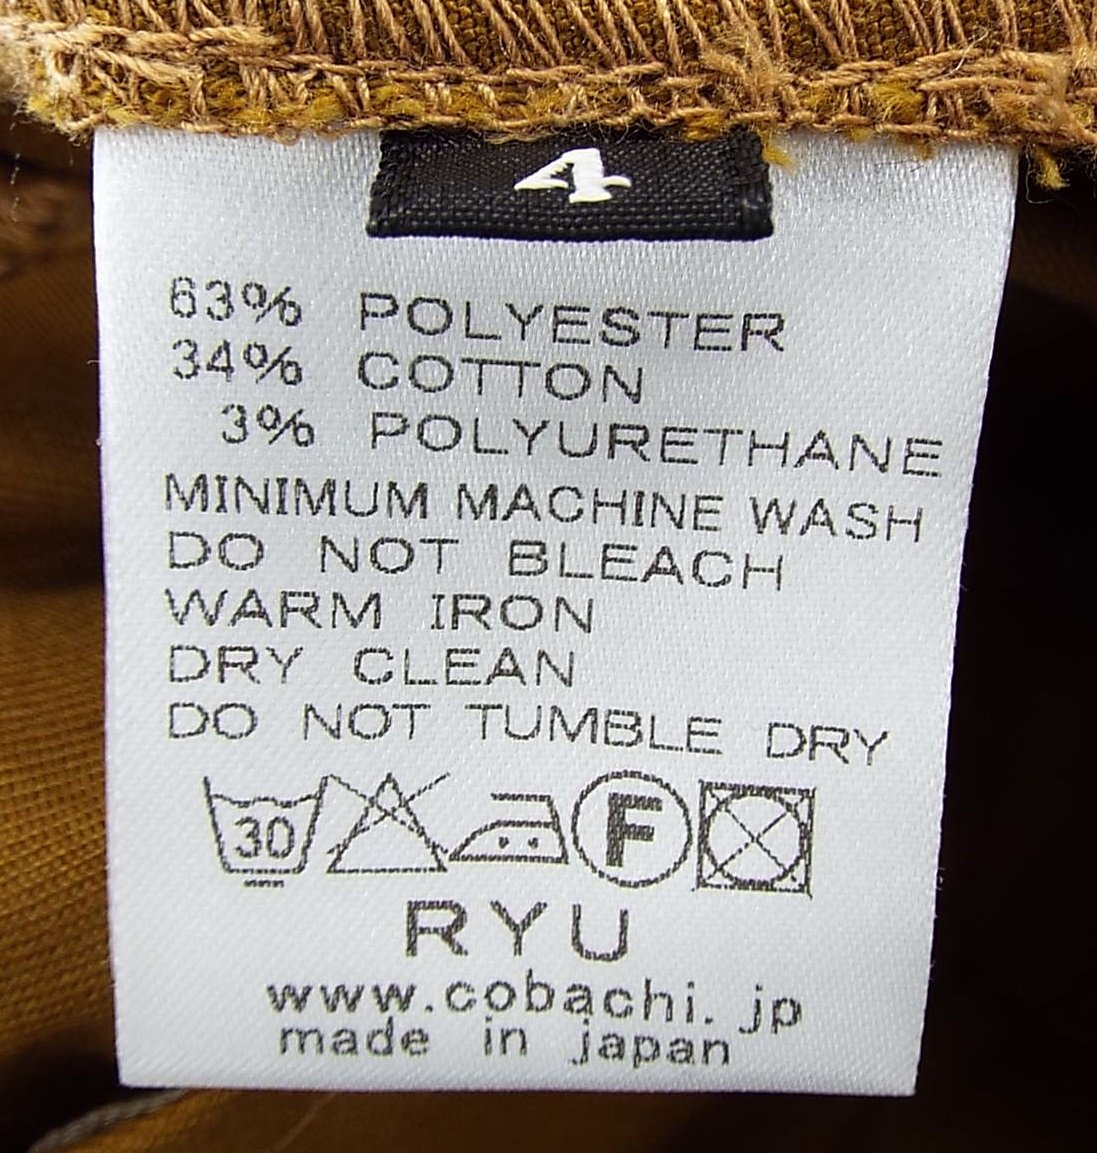 4
63% POLYESTER
34% COTTON
3% POLYURETHANE
MINIMUM MACHINE WASH
DO NOT BLEACH
WARM IRON
DRY CLEAN
DO NOT TUMBLE DRY
30 F
RYU
www.cobachi.jp
made in japan